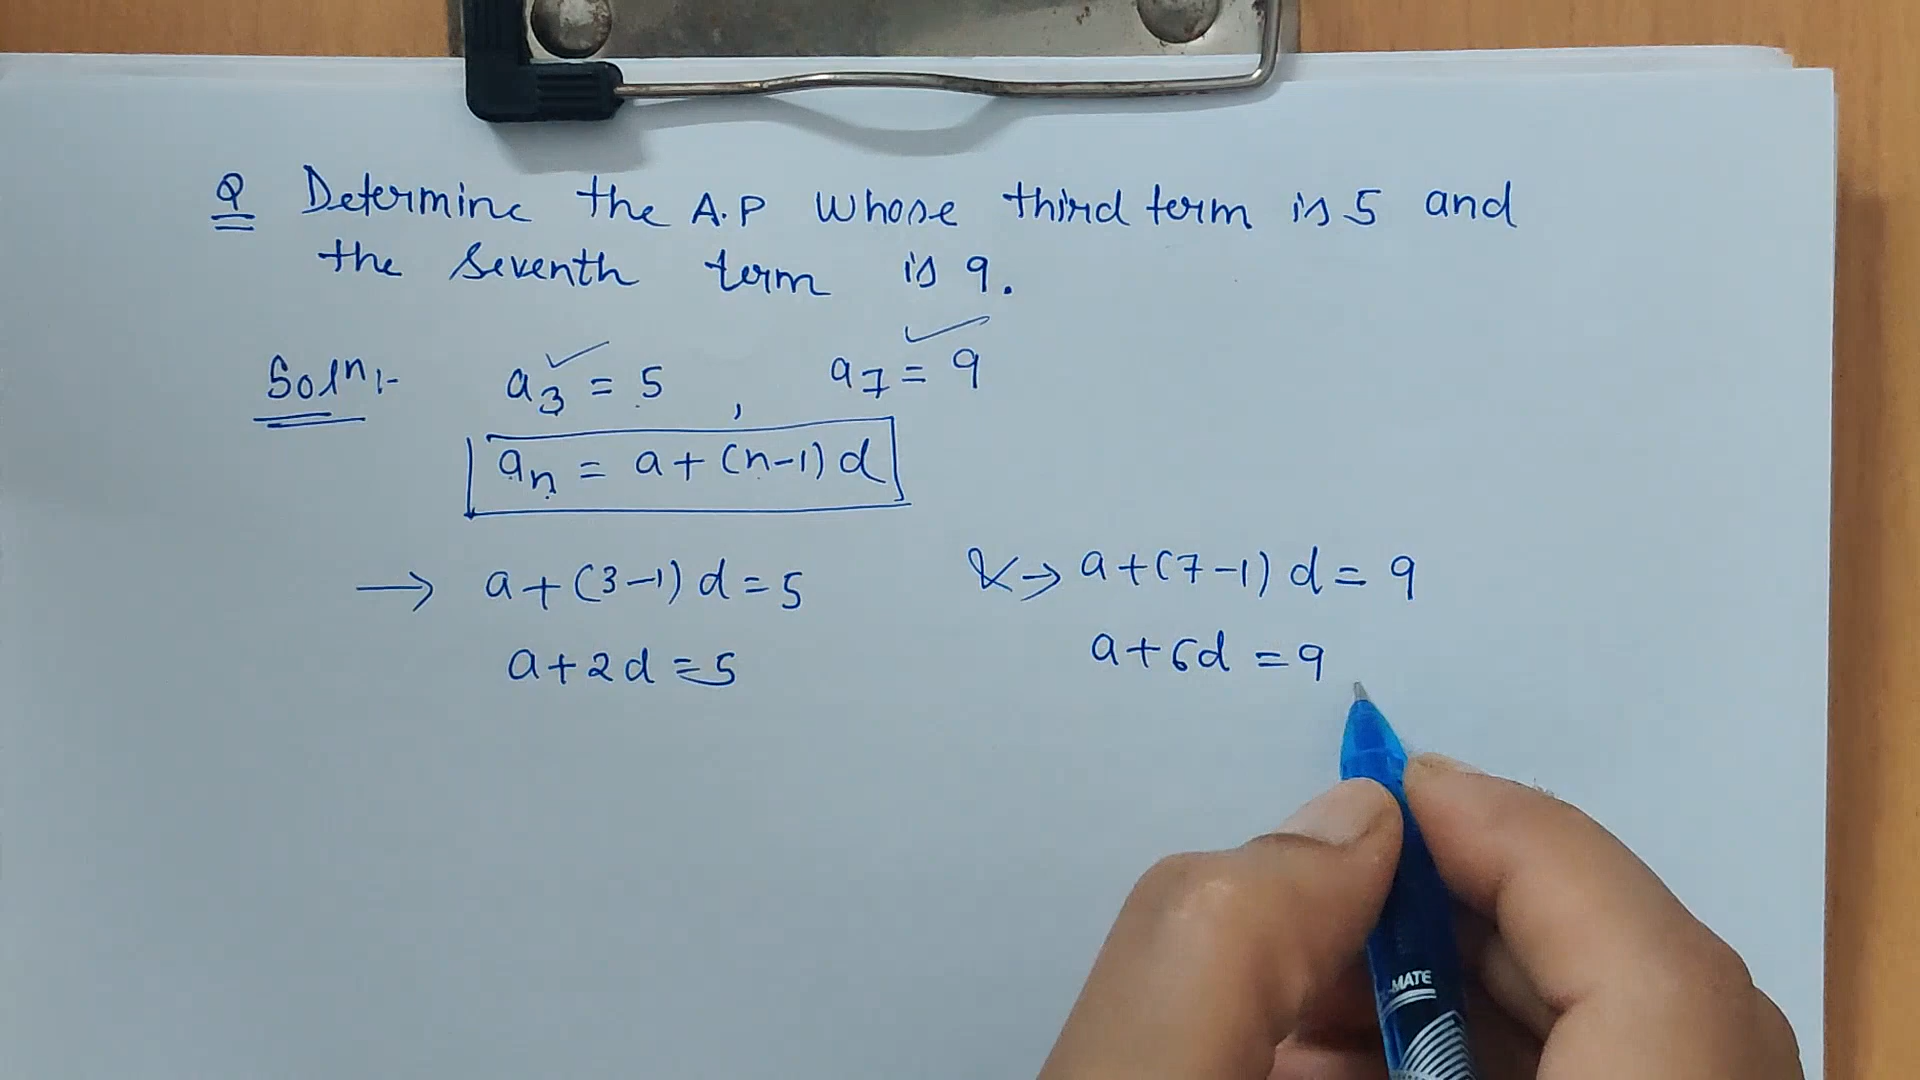 Q Determine the A.P whose third term is 5 and
the seventh term is 9.
Solⁿ:- a₃ = 5 , a₇ = 9
aₙ = a + (n-1) d
→ a + (3-1) d = 5 & → a + (7-1) d = 9
a + 2d = 5 a + 6d = 9
MATE